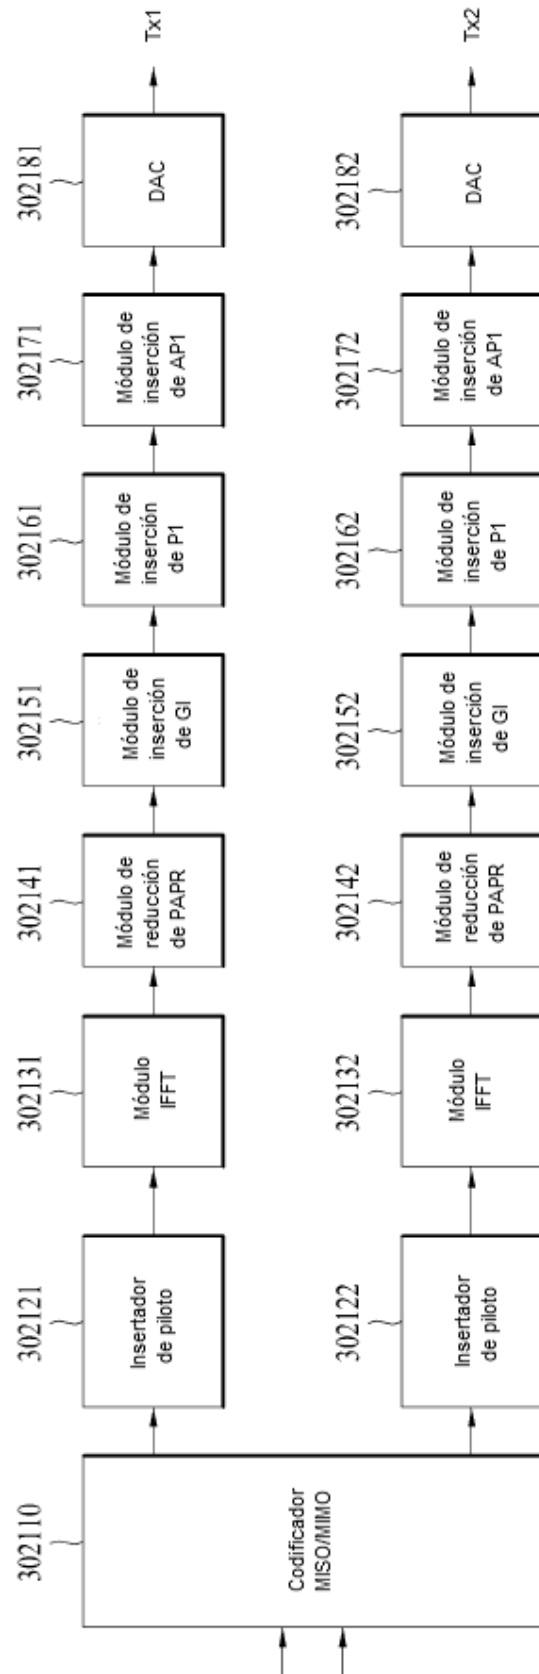 302110
Codificador
MISO/MIMO
302121
Insertador
de piloto
302131
Módulo
IFFT
302141
Módulo de
reducción
de PAPR
302151
Módulo de
inserción
de GI
302161
Módulo de
inserción
de P1
302171
Módulo de
inserción
de AP1
302181
DAC
Tx1
302122
Insertador
de piloto
302132
Módulo
IFFT
302142
Módulo de
reducción
de PAPR
302152
Módulo de
inserción
de GI
302162
Módulo de
inserción
de P1
302172
Módulo de
inserción
de AP1
302182
DAC
Tx2